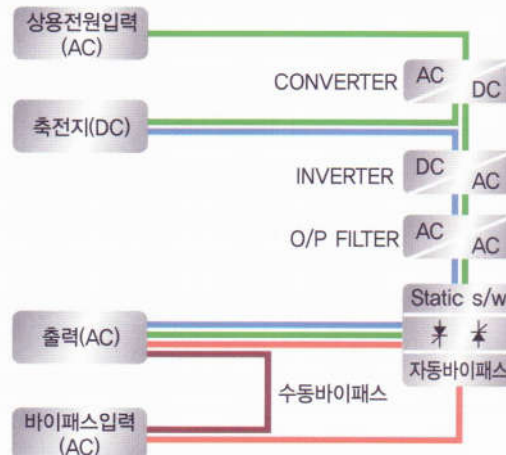 상용전원입력
(AC)
CONVERTER
AC
DC
축전지(DC)
INVERTER
DC
AC
O/P FILTER
AC
AC
Static s/w
출력(AC)
자동바이패스
수동바이패스
바이패스입력
(AC)